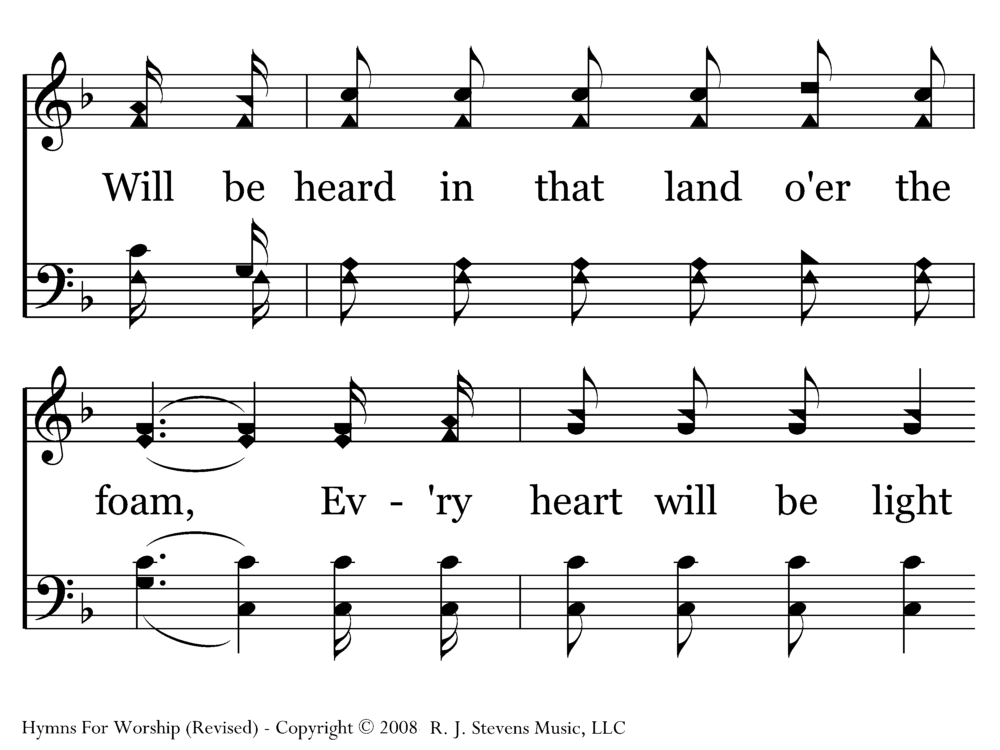 Will be heard in that land o'er the
foam, Ev - 'ry heart will be light
Hymns For Worship (Revised) - Copyright © 2008 R. J. Stevens Music, LLC